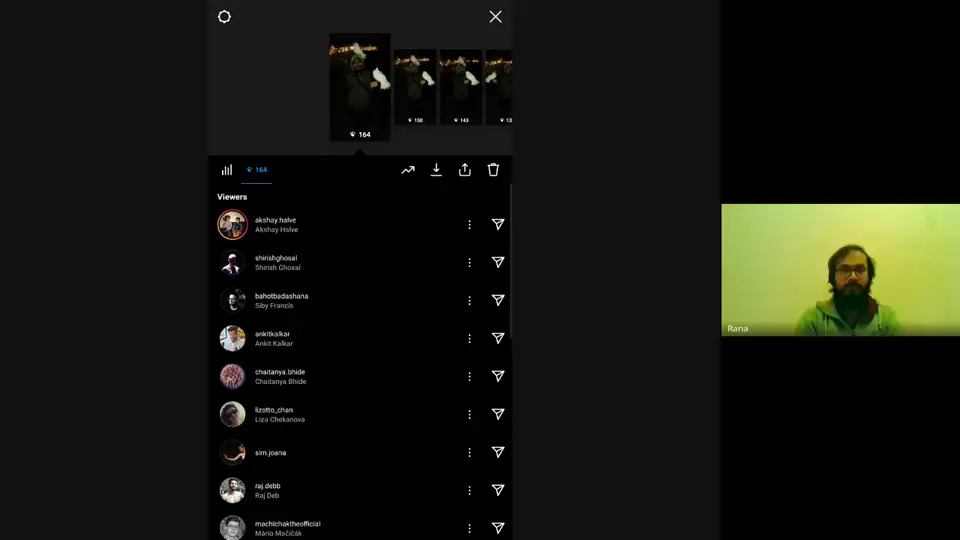 164
150
143
13
164
Viewers
akshay.halve
Akshay Halve
shirishghosal
Shirish Ghosal
bahotbadashana
Siby Francis
ankitkalkar
Ankit Kalkar
chaitanya.bhide
Chaitanya Bhide
lizotto_chan
Liza Chekanova
sim.joana
raj.debb
Raj Deb
machichaktheofficial
Mário Mačičák
Rana